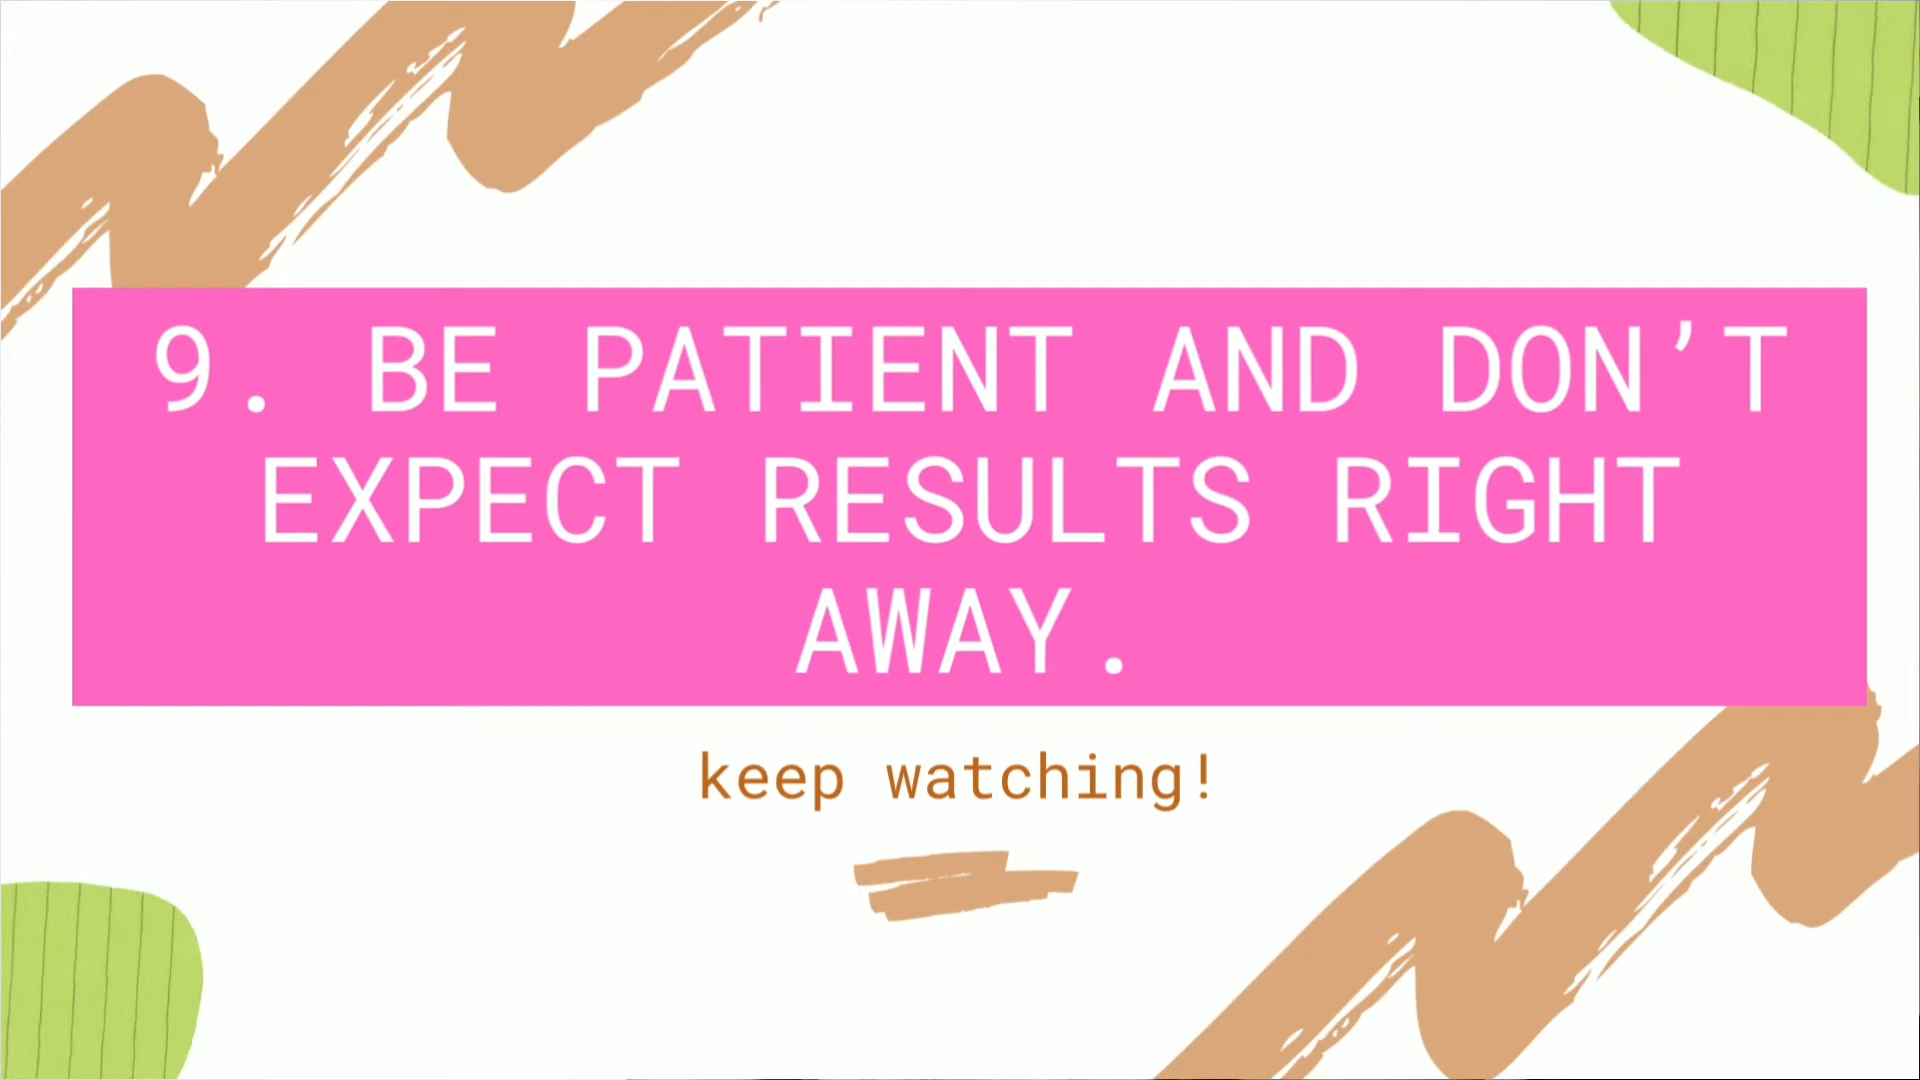 9. BE PATIENT AND DON’T
EXPECT RESULTS RIGHT
AWAY.
keep watching!